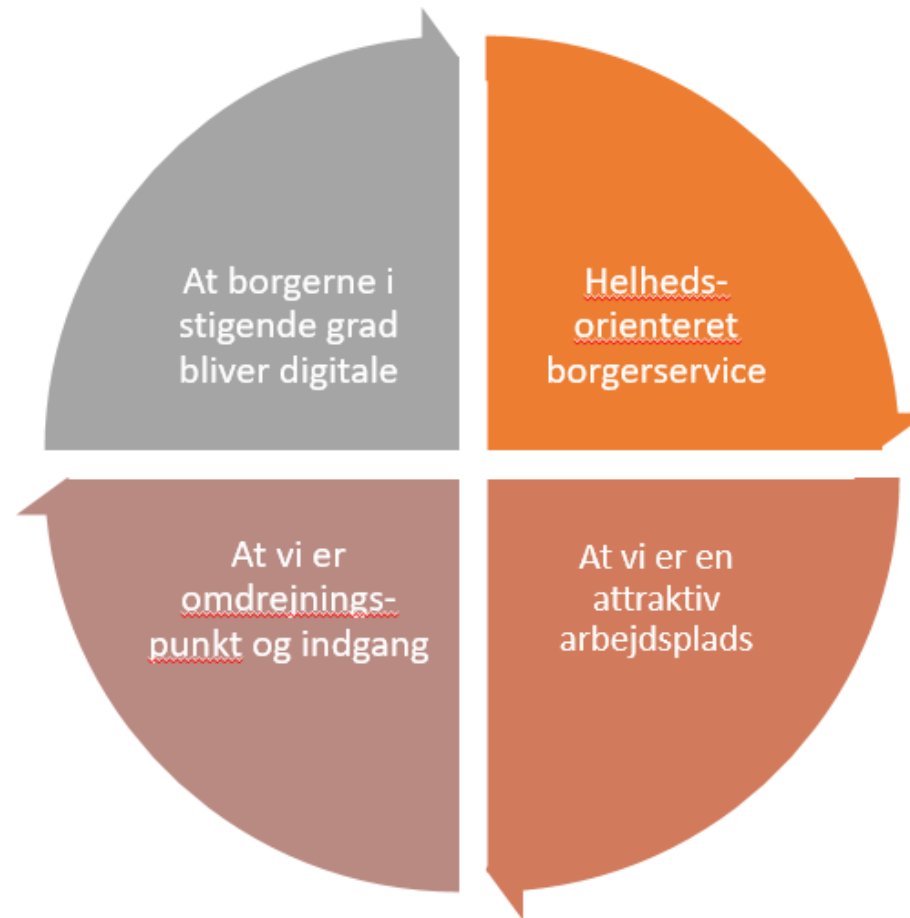 At borgerne i
stigende grad
bliver digitale
Helheds-
orienteret
borgerservice
At vi er
omdrejnings-
punkt og indgang
At vi er en
attraktiv
arbejdsplads